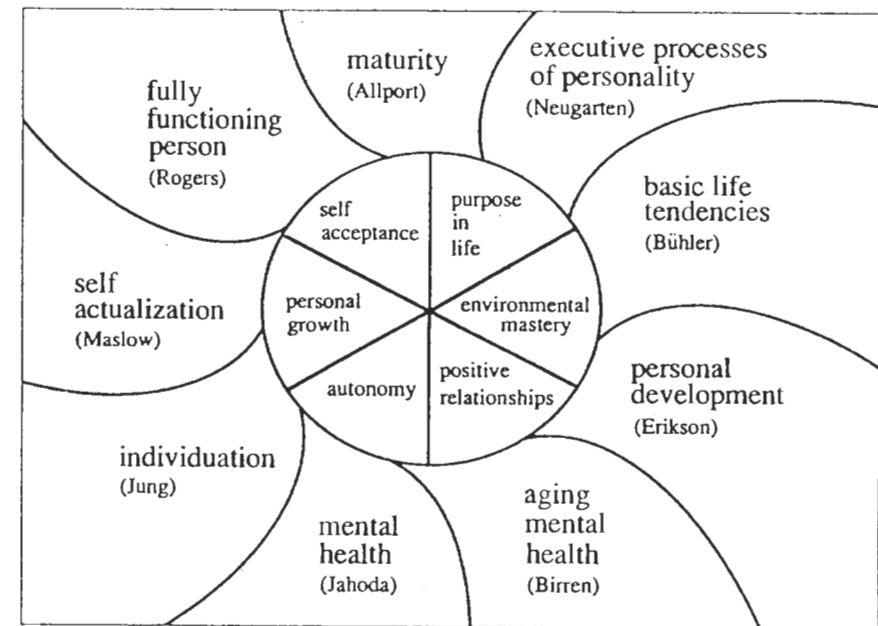 maturity
(Allport)
executive processes
of personality
(Neugarten)
fully
functioning
person
(Rogers)
basic life
tendencies
(Bühler)
self
acceptance
purpose
in
life
self
actualization
(Maslow)
personal
growth
environmental
mastery
autonomy
positive
relationships
personal
development
(Erikson)
individuation
(Jung)
mental
health
(Jahoda)
aging
mental
health
(Birren)